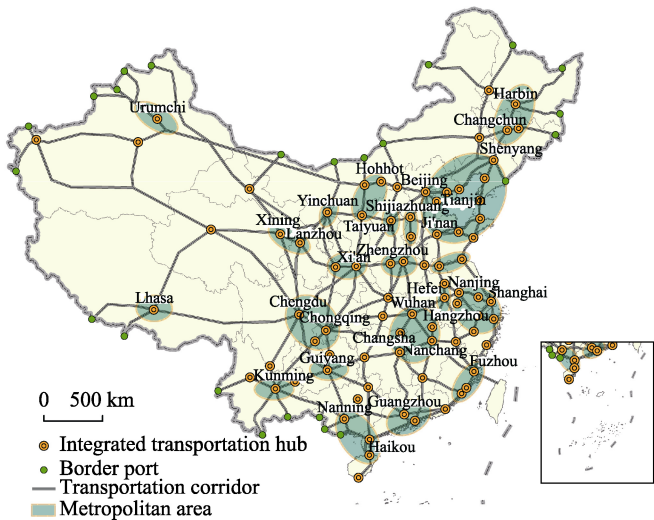 Harbin
Urumchi
Changchun
Shenyang
Hohhot
Beijing
Yinchuan
Tianjin
Shijiazhuang
Xining
Taiyuan
Ji'nan
Lanzhou
Zhengzhou
Xi'an
Hefei
Nanjing
Lhasa
Shanghai
Chengdu
Wuhan
Chongqing
Hangzhou
Changsha
Nanchang
Guiyang
Fuzhou
Kunming
Guangzhou
Nanning
Haikou
0 500 km
Integrated transportation hub
Border port
Transportation corridor
Metropolitan area